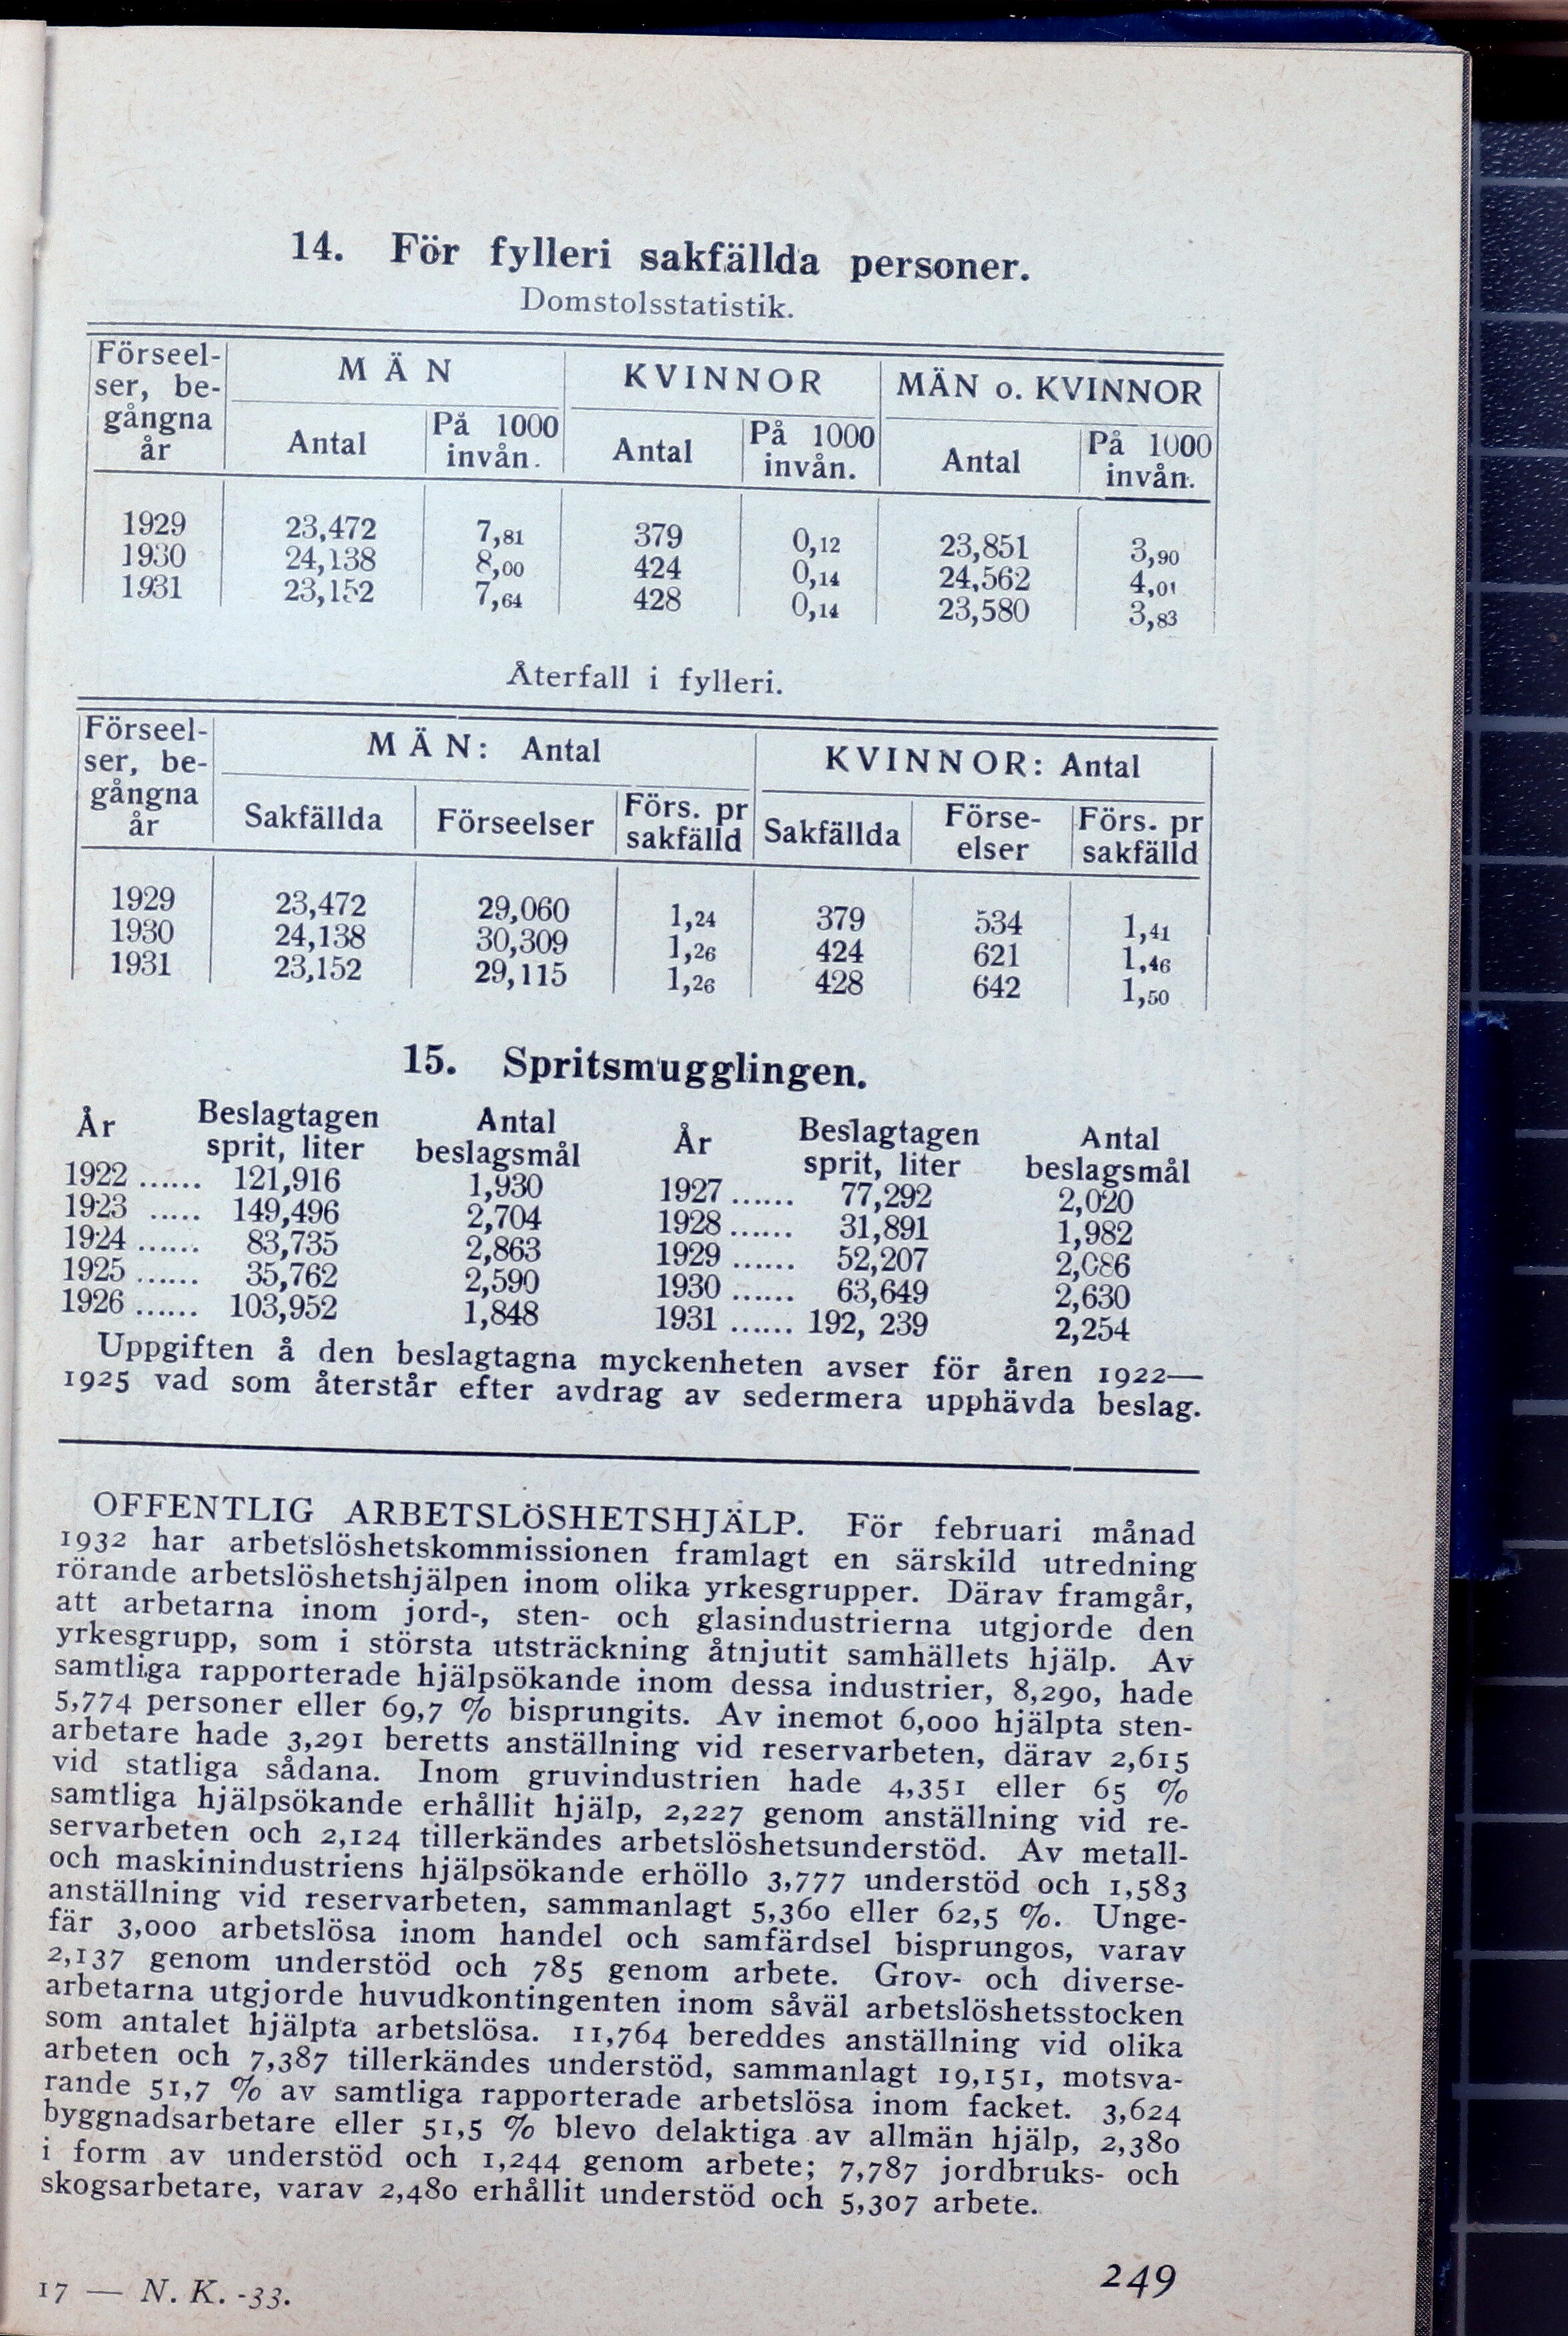 14. För fylleri sakfällda personer.
Domstolsstatistik.
Förseel- MÄN KVINNOR MÄN o. KVINNOR
ser, be-
gångna Antal På 1000 Antal På 1000 Antal På 1000
år invån. invån. invån.
1929 23,472 7,81 379 0,12 23,851 3,90
1930 24,138 8,00 424 0,14 24,562 4,01
1931 23,152 7,64 428 0,14 23,580 3,83
Återfall i fylleri.
Förseel- MÄN: Antal KVINNOR: Antal
ser, be-
gångna Sakfällda Förseelser Förs. pr Sakfällda Förse- Förs. pr
år sakfälld elser sakfälld
1929 23,472 29,060 1,24 379 534 1,41
1930 24,138 30,309 1,26 424 621 1,46
1931 23,152 29,115 1,26 428 642 1,50
15. Spritsmugglingen.
År Beslagtagen Antal År Beslagtagen Antal
sprit, liter beslagsmål sprit, liter beslagsmål
1922 ...... 121,916 1,930 1927 ...... 77,292 2,020
1923 ..... 149,496 2,704 1928 ...... 31,891 1,982
1924 ...... 83,735 2,863 1929 ...... 52,207 2,086
1925 ...... 35,762 2,590 1930 ...... 63,649 2,630
1926 ...... 103,952 1,848 1931 ...... 192, 239 2,254
Uppgiften å den beslagtagna myckenheten avser för åren 1922—
1925 vad som återstår efter avdrag av sedermera upphävda beslag.
OFFENTLIG ARBETSLÖSHETSHJÄLP. För februari månad
1932 har arbetslöshetskommissionen framlagt en särskild utredning
rörande arbetslöshetshjälpen inom olika yrkesgrupper. Därav framgår,
att arbetarna inom jord-, sten- och glasindustrierna utgjorde den
yrkesgrupp, som i största utsträckning åtnjutit samhällets hjälp. Av
samtliga rapporterade hjälpsökande inom dessa industrier, 8,290, hade
5,774 personer eller 69,7 % bisprungits. Av inemot 6,000 hjälpta sten-
arbetare hade 3,291 beretts anställning vid reservarbeten, därav 2,615
vid statliga sådana. Inom gruvindustrien hade 4,351 eller 65 %
samtliga hjälpsökande erhållit hjälp, 2,227 genom anställning vid re-
servarbeten och 2,124 tillerkändes arbetslöshetsunderstöd. Av metall-
och maskinindustriens hjälpsökande erhöllo 3,777 understöd och 1,583
anställning vid reservarbeten, sammanlagt 5,360 eller 62,5 %. Unge-
fär 3,000 arbetslösa inom handel och samfärdsel bisprungos, varav
2,137 genom understöd och 785 genom arbete. Grov- och diverse-
arbetarna utgjorde huvudkontingenten inom såväl arbetslöshetsstocken
som antalet hjälpta arbetslösa. 11,764 bereddes anställning vid olika
arbeten och 7,387 tillerkändes understöd, sammanlagt 19,151, motsva-
rande 51,7 % av samtliga rapporterade arbetslösa inom facket. 3,624
byggnadsarbetare eller 51,5 % blevo delaktiga av allmän hjälp, 2,380
i form av understöd och 1,244 genom arbete; 7,787 jordbruks- och
skogsarbetare, varav 2,480 erhållit understöd och 5,307 arbete.
17 — N. K. -33.
249